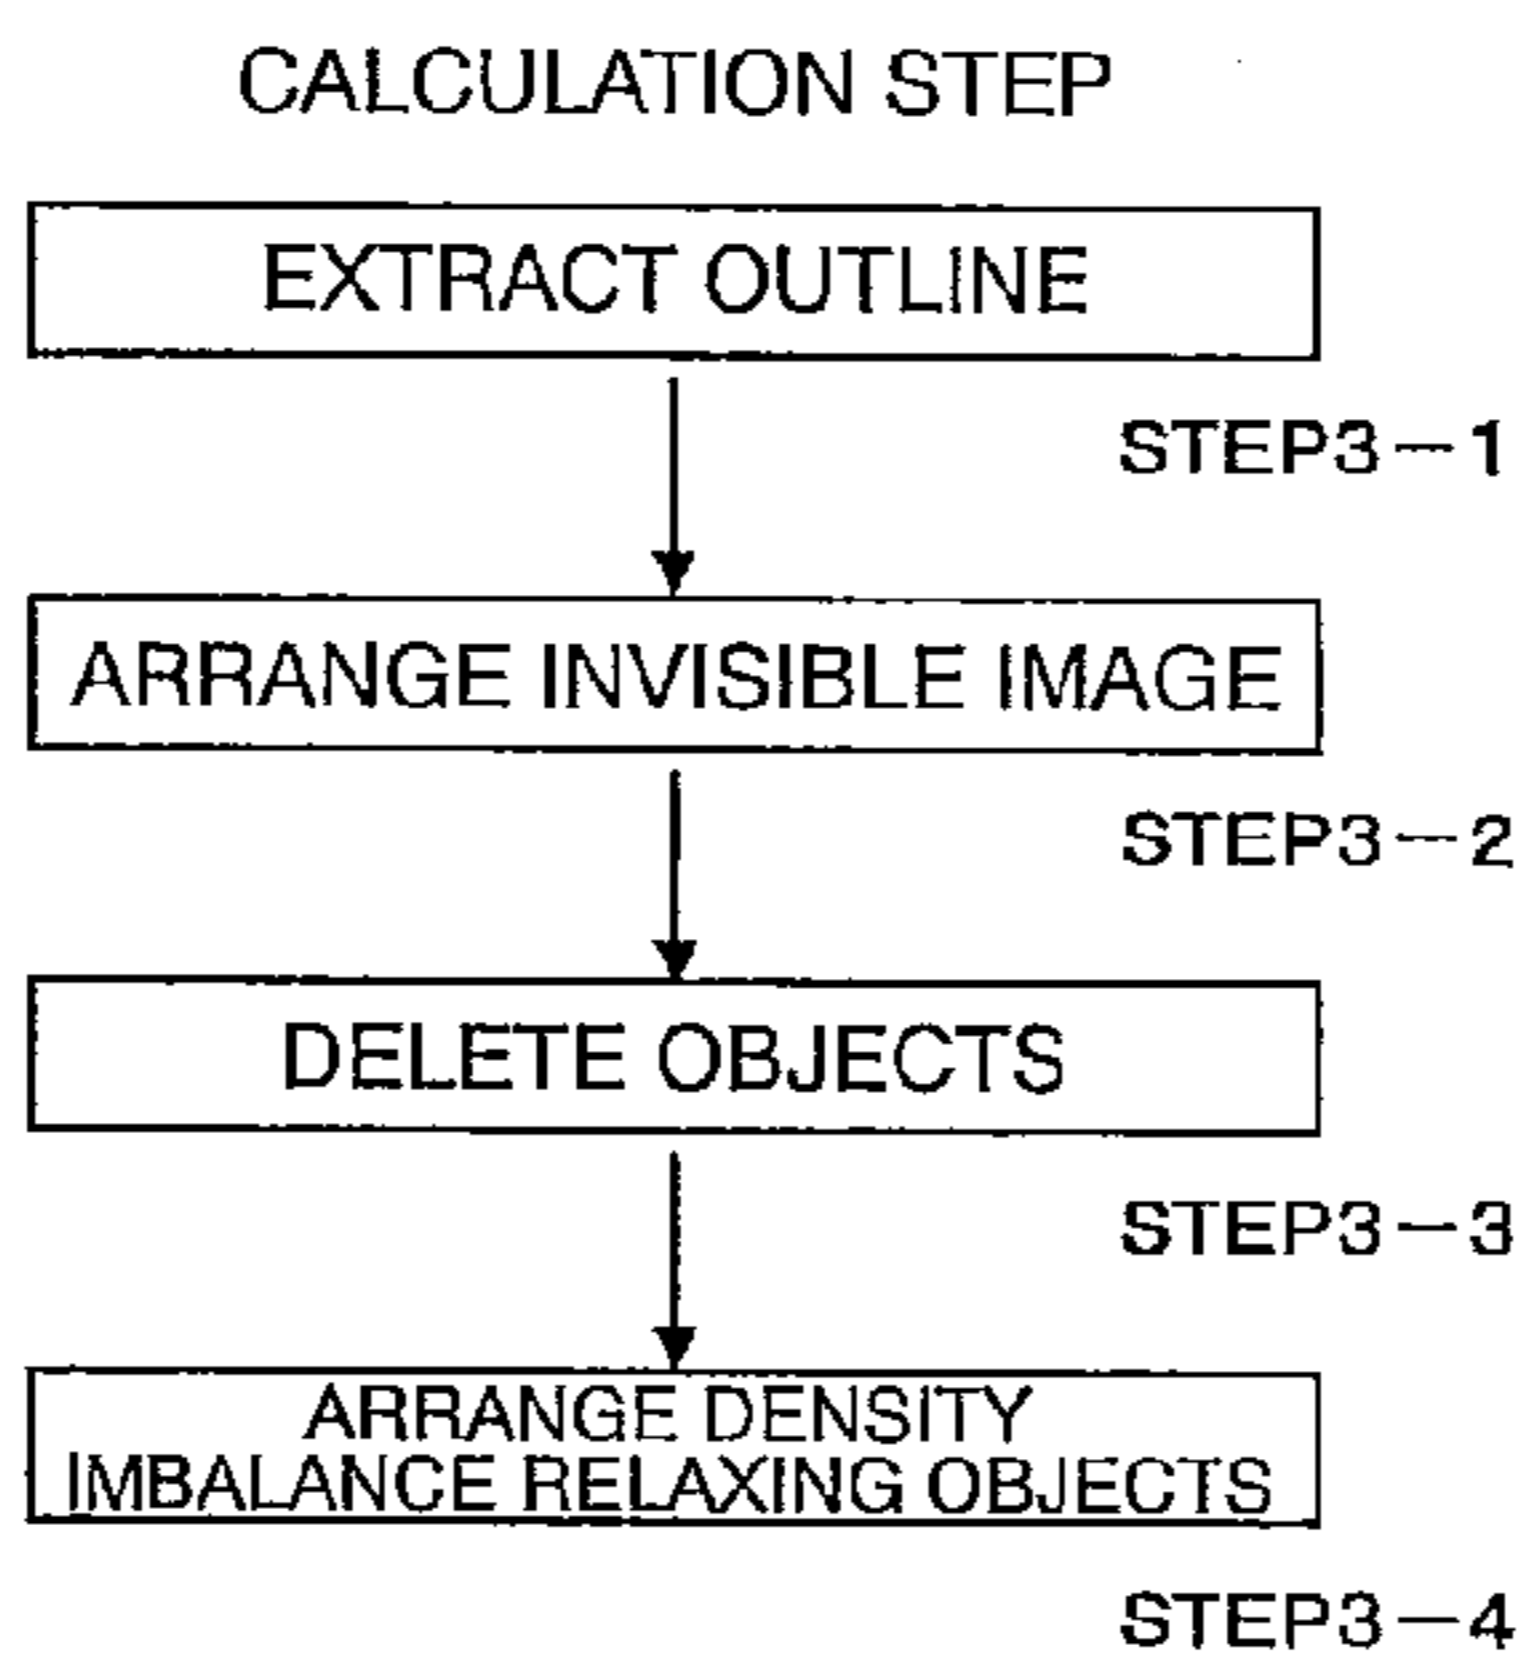 CALCULATION STEP
EXTRACT OUTLINE
STEP3-1
ARRANGE INVISIBLE IMAGE
STEP3-2
DELETE OBJECTS
STEP3-3
ARRANGE DENSITY
IMBALANCE RELAXING OBJECTS
STEP3-4